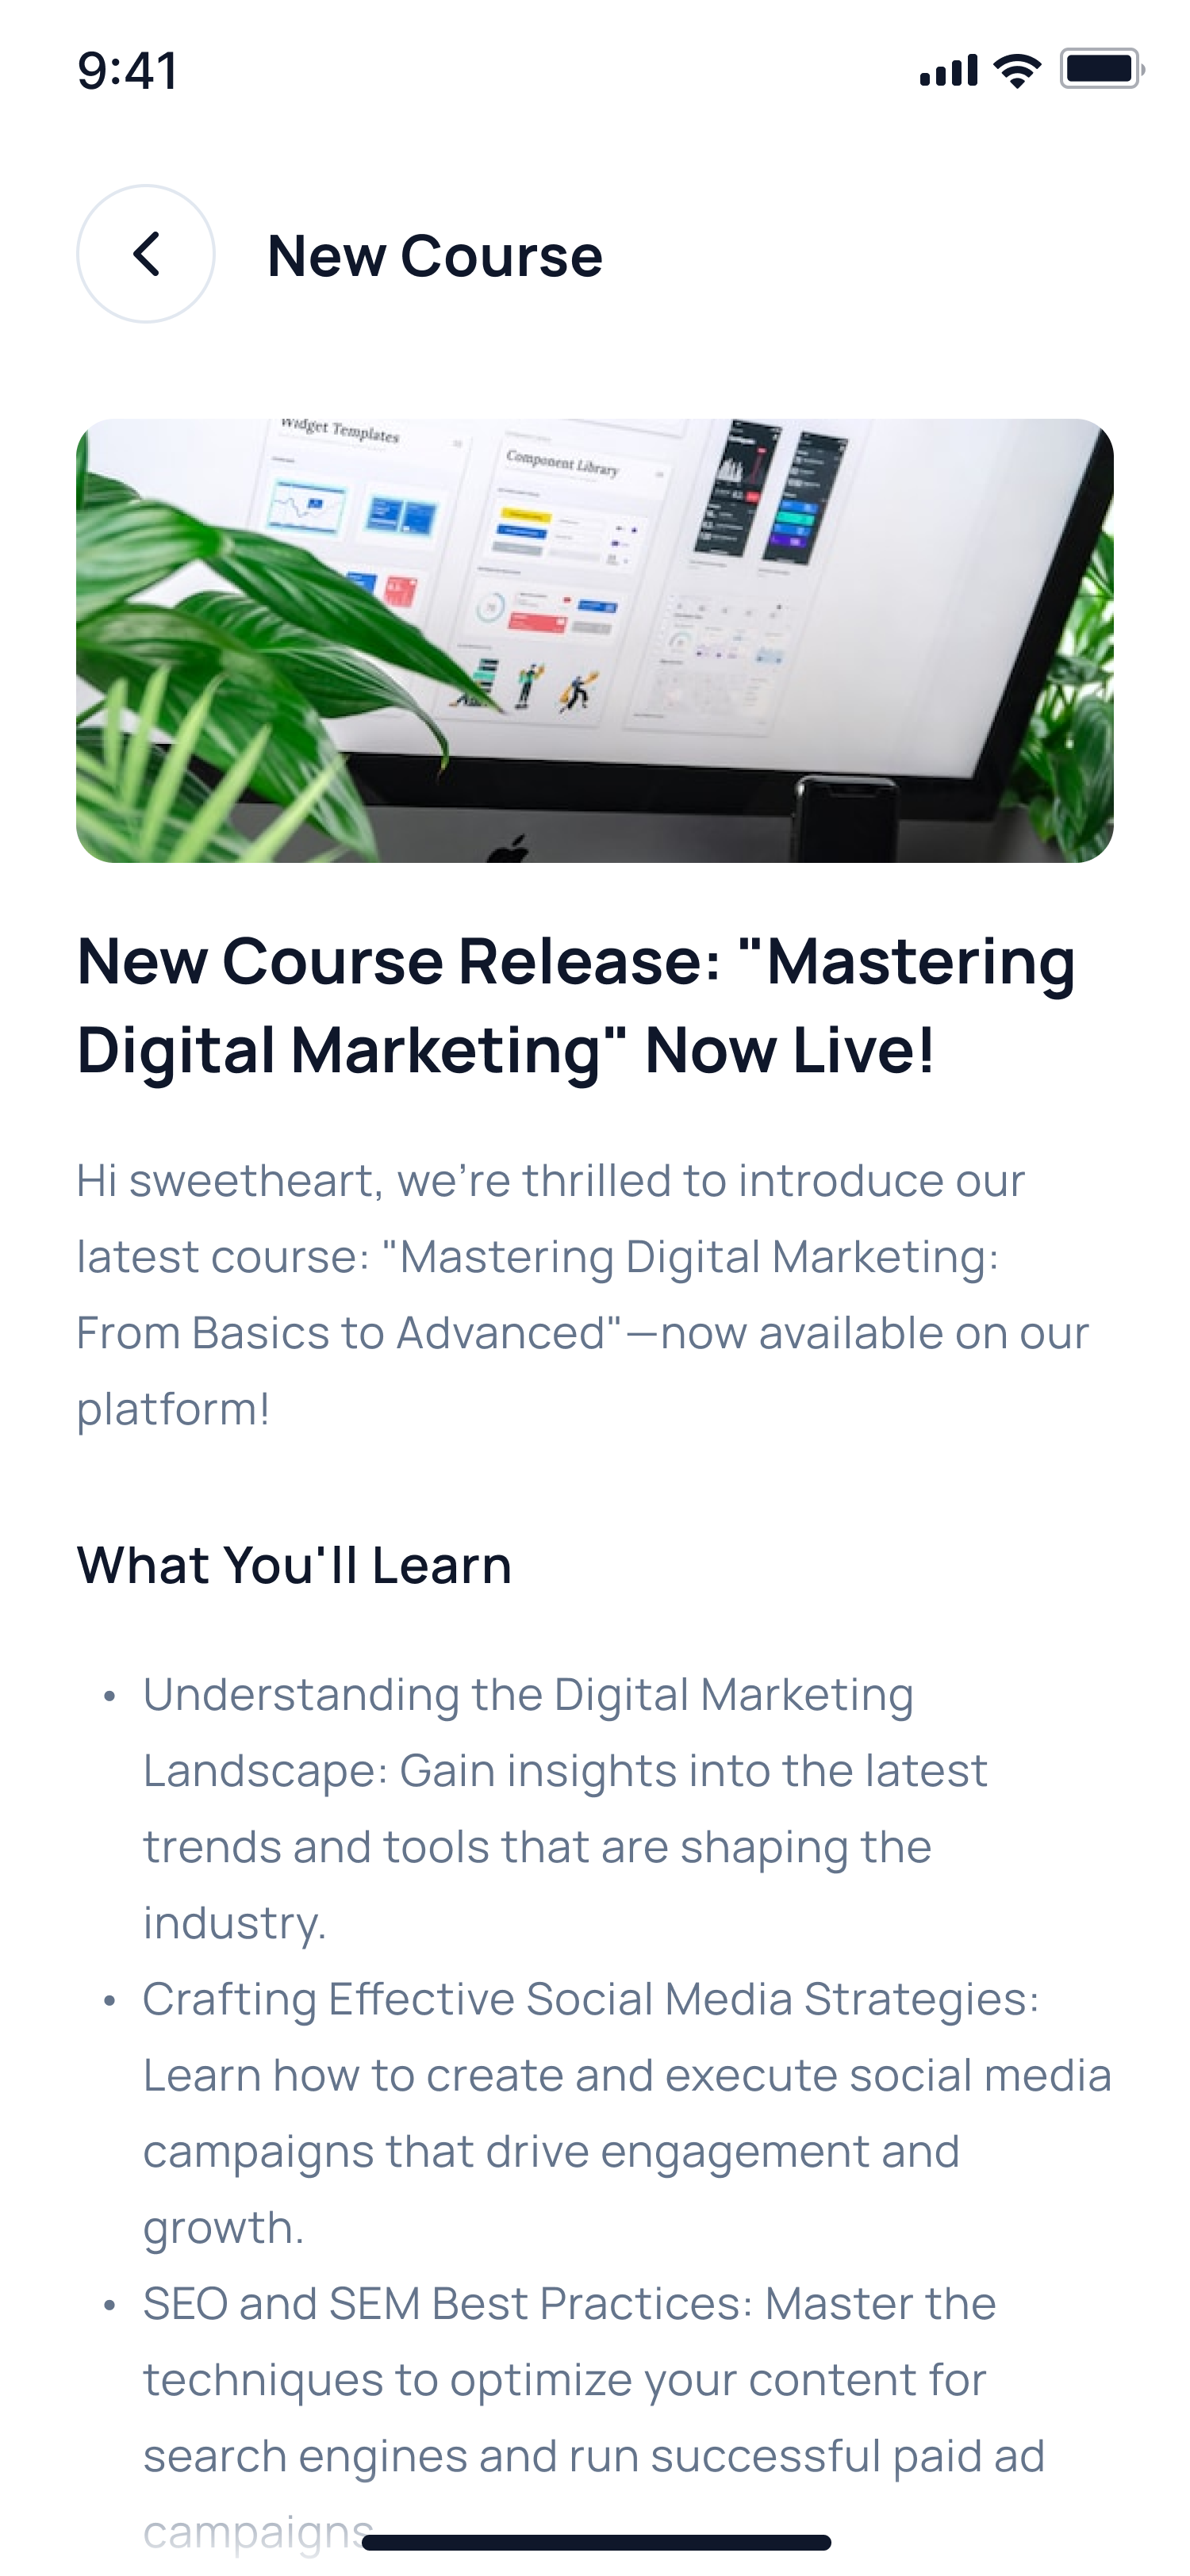 9:41
New Course
Widget Templates
Component Library
New Course Release: "Mastering
Digital Marketing" Now Live!
Hi sweetheart, we’re thrilled to introduce our
latest course: "Mastering Digital Marketing:
From Basics to Advanced"—now available on our
platform!
What You'll Learn
• Understanding the Digital Marketing
Landscape: Gain insights into the latest
trends and tools that are shaping the
industry.
• Crafting Effective Social Media Strategies:
Learn how to create and execute social media
campaigns that drive engagement and
growth.
• SEO and SEM Best Practices: Master the
techniques to optimize your content for
search engines and run successful paid ad
campaigns